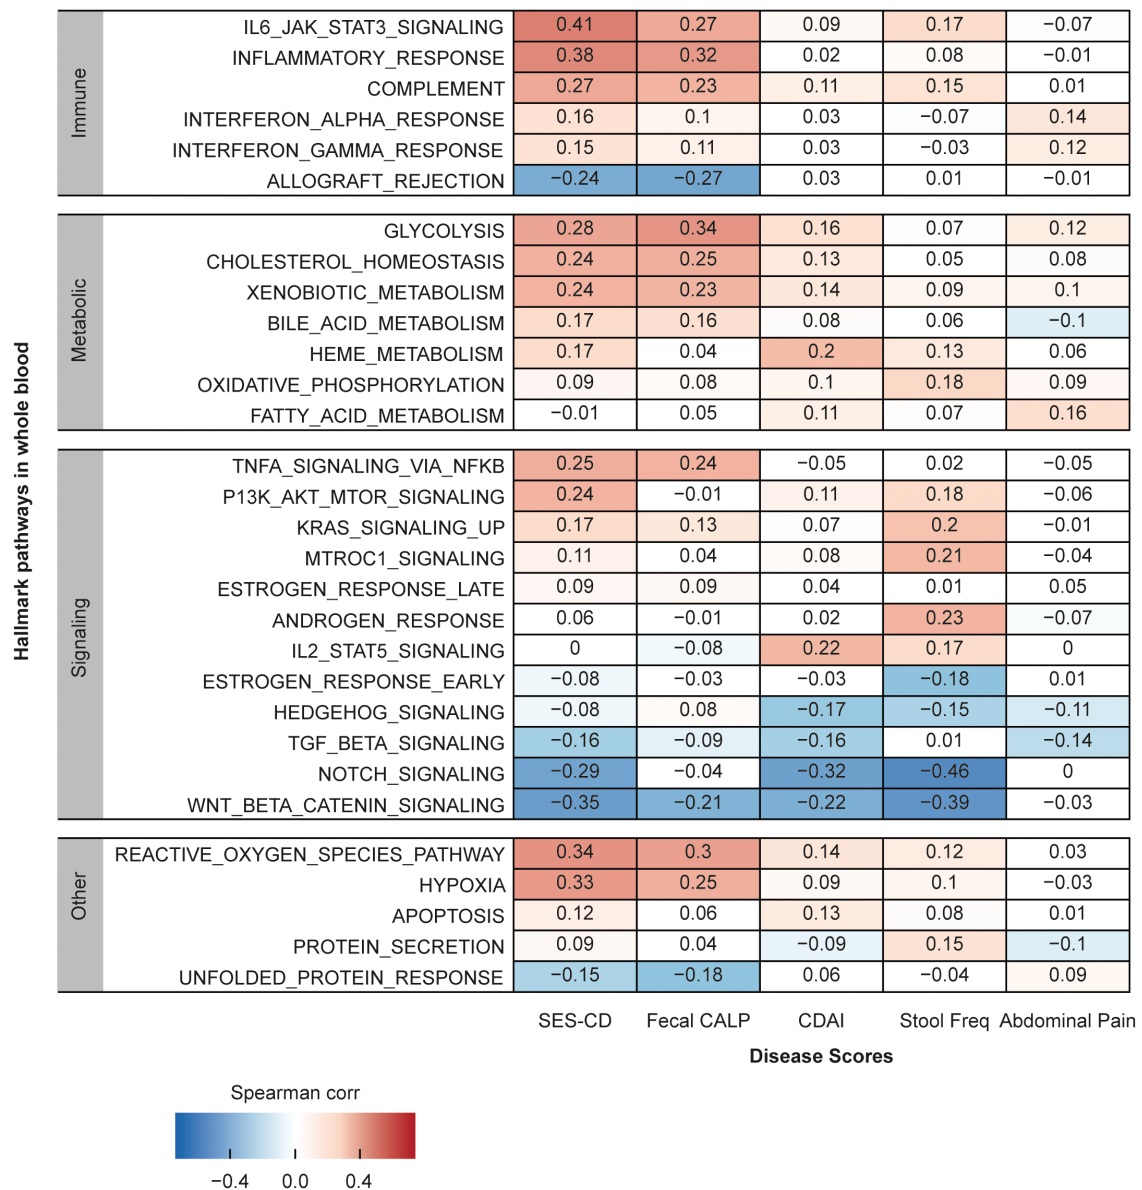 Hallmark pathways in whole blood
Immune
IL6_JAK_STAT3_SIGNALING 0.41 0.27 0.09 0.17 −0.07
INFLAMMATORY_RESPONSE 0.38 0.32 0.02 0.08 −0.01
COMPLEMENT 0.27 0.23 0.11 0.15 0.01
INTERFERON_ALPHA_RESPONSE 0.16 0.1 0.03 −0.07 0.14
INTERFERON_GAMMA_RESPONSE 0.15 0.11 0.03 −0.03 0.12
ALLOGRAFT_REJECTION −0.24 −0.27 0.03 0.01 −0.01
Metabolic
GLYCOLYSIS 0.28 0.34 0.16 0.07 0.12
CHOLESTEROL_HOMEOSTASIS 0.24 0.25 0.13 0.05 0.08
XENOBIOTIC_METABOLISM 0.24 0.23 0.14 0.09 0.1
BILE_ACID_METABOLISM 0.17 0.16 0.08 0.06 −0.1
HEME_METABOLISM 0.17 0.04 0.2 0.13 0.06
OXIDATIVE_PHOSPHORYLATION 0.09 0.08 0.1 0.18 0.09
FATTY_ACID_METABOLISM −0.01 0.05 0.11 0.07 0.16
Signaling
TNFA_SIGNALING_VIA_NFKB 0.25 0.24 −0.05 0.02 −0.05
P13K_AKT_MTOR_SIGNALING 0.24 −0.01 0.11 0.18 −0.06
KRAS_SIGNALING_UP 0.17 0.13 0.07 0.2 −0.01
MTROC1_SIGNALING 0.11 0.04 0.08 0.21 −0.04
ESTROGEN_RESPONSE_LATE 0.09 0.09 0.04 0.01 0.05
ANDROGEN_RESPONSE 0.06 −0.01 0.02 0.23 −0.07
IL2_STAT5_SIGNALING 0 −0.08 0.22 0.17 0
ESTROGEN_RESPONSE_EARLY −0.08 −0.03 −0.03 −0.18 0.01
HEDGEHOG_SIGNALING −0.08 0.08 −0.17 −0.15 −0.11
TGF_BETA_SIGNALING −0.16 −0.09 −0.16 0.01 −0.14
NOTCH_SIGNALING −0.29 −0.04 −0.32 −0.46 0
WNT_BETA_CATENIN_SIGNALING −0.35 −0.21 −0.22 −0.39 −0.03
Other
REACTIVE_OXYGEN_SPECIES_PATHWAY 0.34 0.3 0.14 0.12 0.03
HYPOXIA 0.33 0.25 0.09 0.1 −0.03
APOPTOSIS 0.12 0.06 0.13 0.08 0.01
PROTEIN_SECRETION 0.09 0.04 −0.09 0.15 −0.1
UNFOLDED_PROTEIN_RESPONSE −0.15 −0.18 0.06 −0.04 0.09
SES-CD Fecal CALP CDAI Stool Freq Abdominal Pain
Disease Scores
Spearman corr
−0.4 0.0 0.4